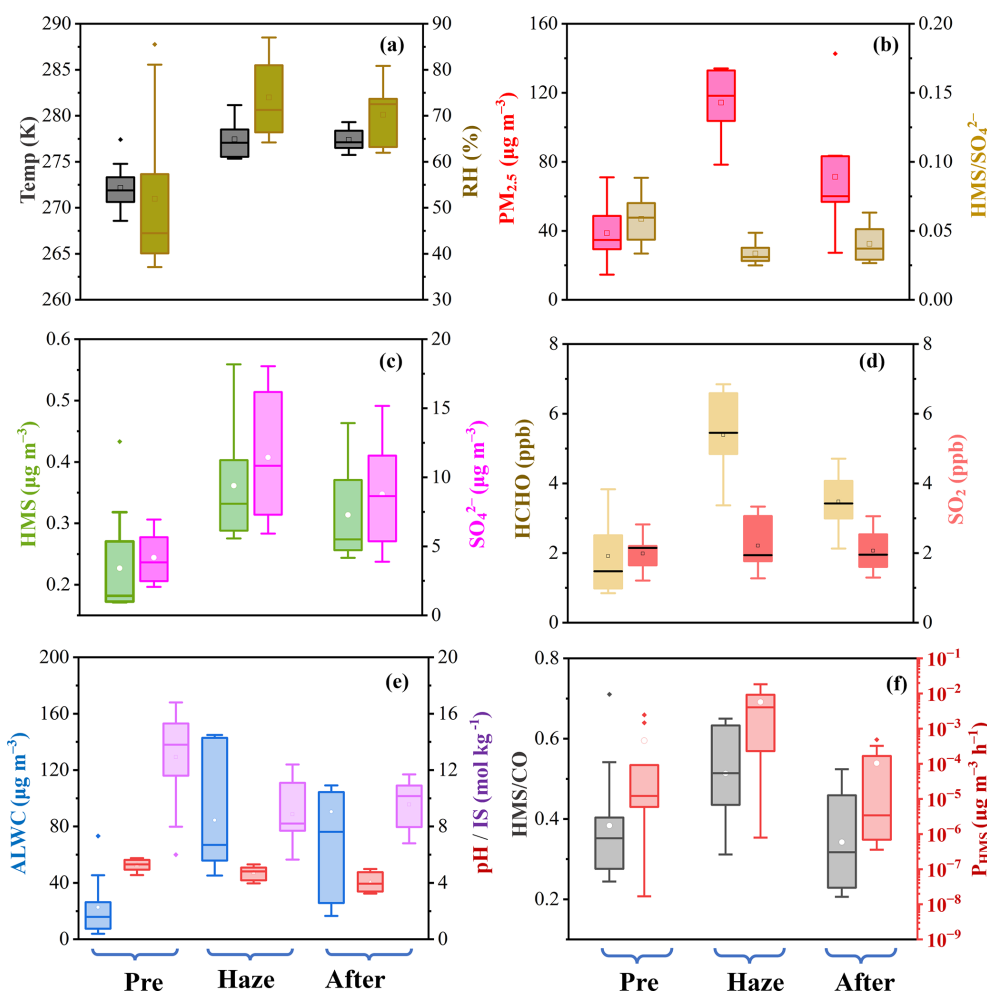 290
285
280
275
270
265
260
Temp (K)
(a)
90
80
70
60
50
40
30
RH (%)
160
120
80
40
0
PM2.5 (μg m−3)
(b)
0.20
0.15
0.10
0.05
0.00
HMS/SO42−
0.6
0.5
0.4
0.3
0.2
HMS (μg m−3)
(c)
20
15
10
5
0
SO42− (μg m−3)
8
6
4
2
0
HCHO (ppb)
(d)
8
6
4
2
0
SO2 (ppb)
200
160
120
80
40
0
ALWC (μg m−3)
(e)
20
16
12
8
4
0
pH / IS (mol kg-1)
Pre
Haze
After
0.8
0.6
0.4
0.2
HMS/CO
(f)
10−1
10−2
10−3
10−4
10−5
10−6
10−7
10−8
10−9
PHMS (μg m−3 h−1)
Pre
Haze
After